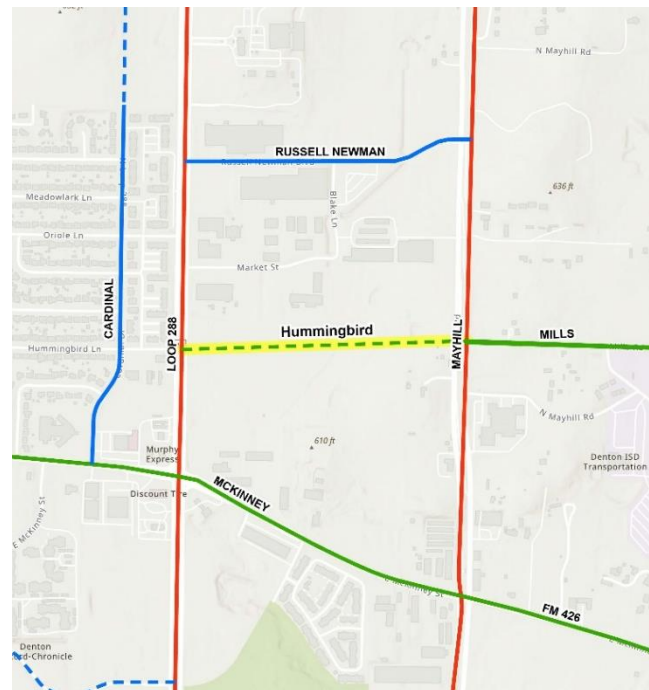 N Mayhill Rd
RUSSELL NEWMAN
Meadowlark Ln
Blake Ln
636 ft
Oriole Ln
Market St
CARDINAL
LOOP 288
Hummingbird
MAYHILL
MILLS
Hummingbird Ln
N Mayhill Rd
610 ft
Murphy
Express
Denton ISD
Transportation
MCKINNEY
Discount Tire
E McKinney St
E McKinney St
FM 426
Denton